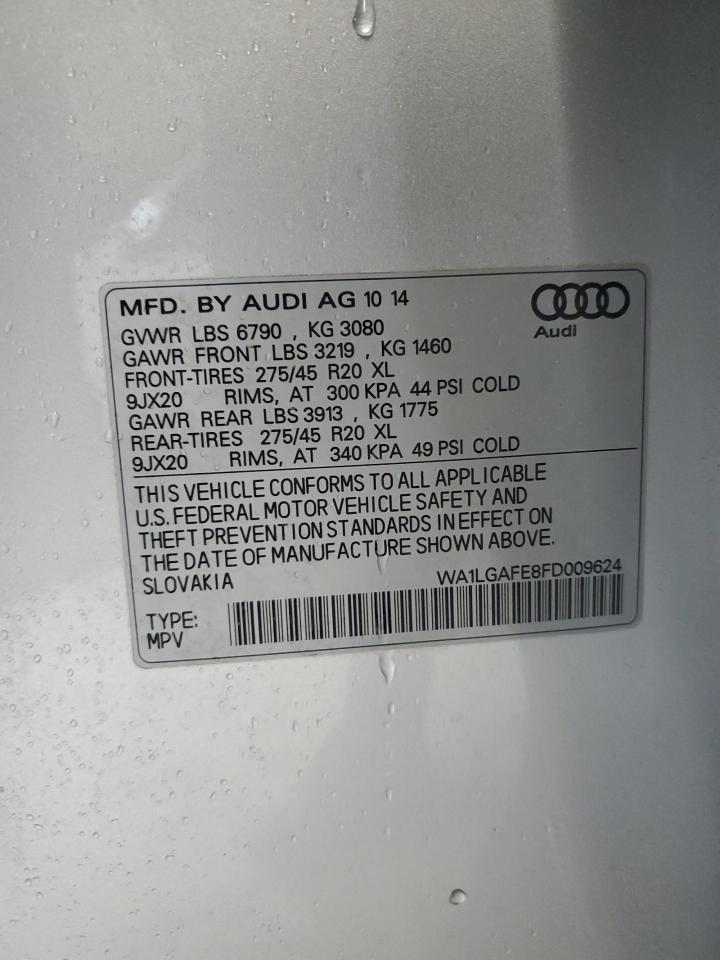 MFD. BY AUDI AG 10 14
Audi
GVWR LBS 6790 , KG 3080
GAWR FRONT LBS 3219 , KG 1460
FRONT-TIRES 275/45 R20 XL
9JX20 RIMS, AT 300 KPA 44 PSI COLD
GAWR REAR LBS 3913 , KG 1775
REAR-TIRES 275/45 R20 XL
9JX20 RIMS, AT 340 KPA 49 PSI COLD
THIS VEHICLE CONFORMS TO ALL APPLICABLE
U.S. FEDERAL MOTOR VEHICLE SAFETY AND
THEFT PREVENTION STANDARDS IN EFFECT ON
THE DATE OF MANUFACTURE SHOWN ABOVE.
SLOVAKIA WA1LGAFE8FD009624
TYPE:
MPV